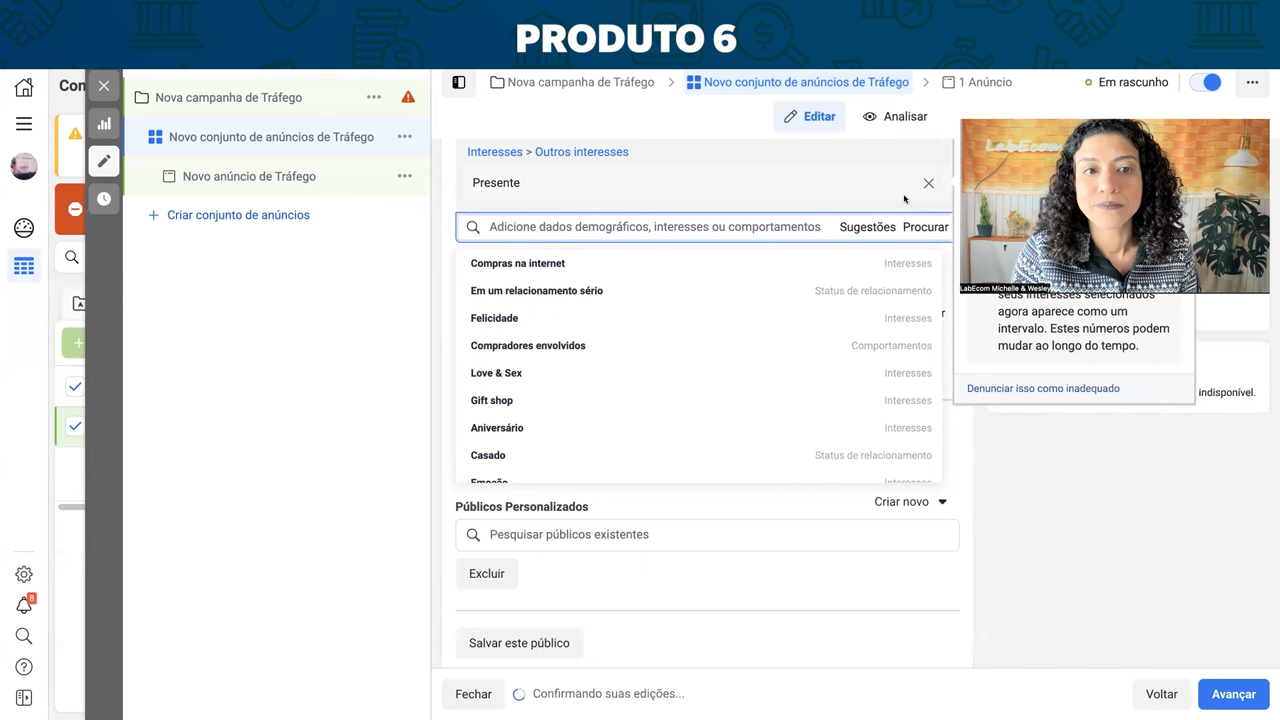 PRODUTO 6
Con
Nova campanha de Tráfego
Novo conjunto de anúncios de Tráfego
Novo anúncio de Tráfego
+ Criar conjunto de anúncios
Nova campanha de Tráfego > Novo conjunto de anúncios de Tráfego > 1 Anúncio
Em rascunho
Editar
Analisar
Interesses > Outros interesses
Presente
Adicione dados demográficos, interesses ou comportamentos Sugestões Procurar
Compras na internet Interesses
Em um relacionamento sério Status de relacionamento
Felicidade Interesses
Compradores envolvidos Comportamentos
Love & Sex Interesses
Gift shop Interesses
Aniversário Interesses
Casado Status de relacionamento
Emoção Interesses
LabEcom
LabEcom Michelle & Wesley
seus interesses selecionados
agora aparece como um
intervalo. Estes números podem
mudar ao longo do tempo.
Denunciar isso como inadequado
indisponível.
Públicos Personalizados
Criar novo
Pesquisar públicos existentes
Excluir
Salvar este público
8
Fechar
Confirmando suas edições...
Voltar
Avançar